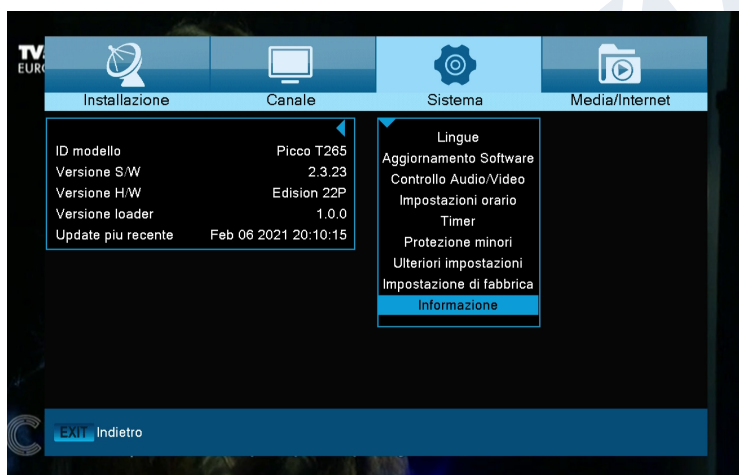 TV
EURO
Installazione
Canale
Sistema
Media/Internet
ID modello Picco T265
Versione S/W 2.3.23
Versione H/W Edision 22P
Versione loader 1.0.0
Update piu recente Feb 06 2021 20:10:15
Lingue
Aggiornamento Software
Controllo Audio/Video
Impostazioni orario
Timer
Protezione minori
Ulteriori impostazioni
Impostazione di fabbrica
Informazione
EXIT Indietro